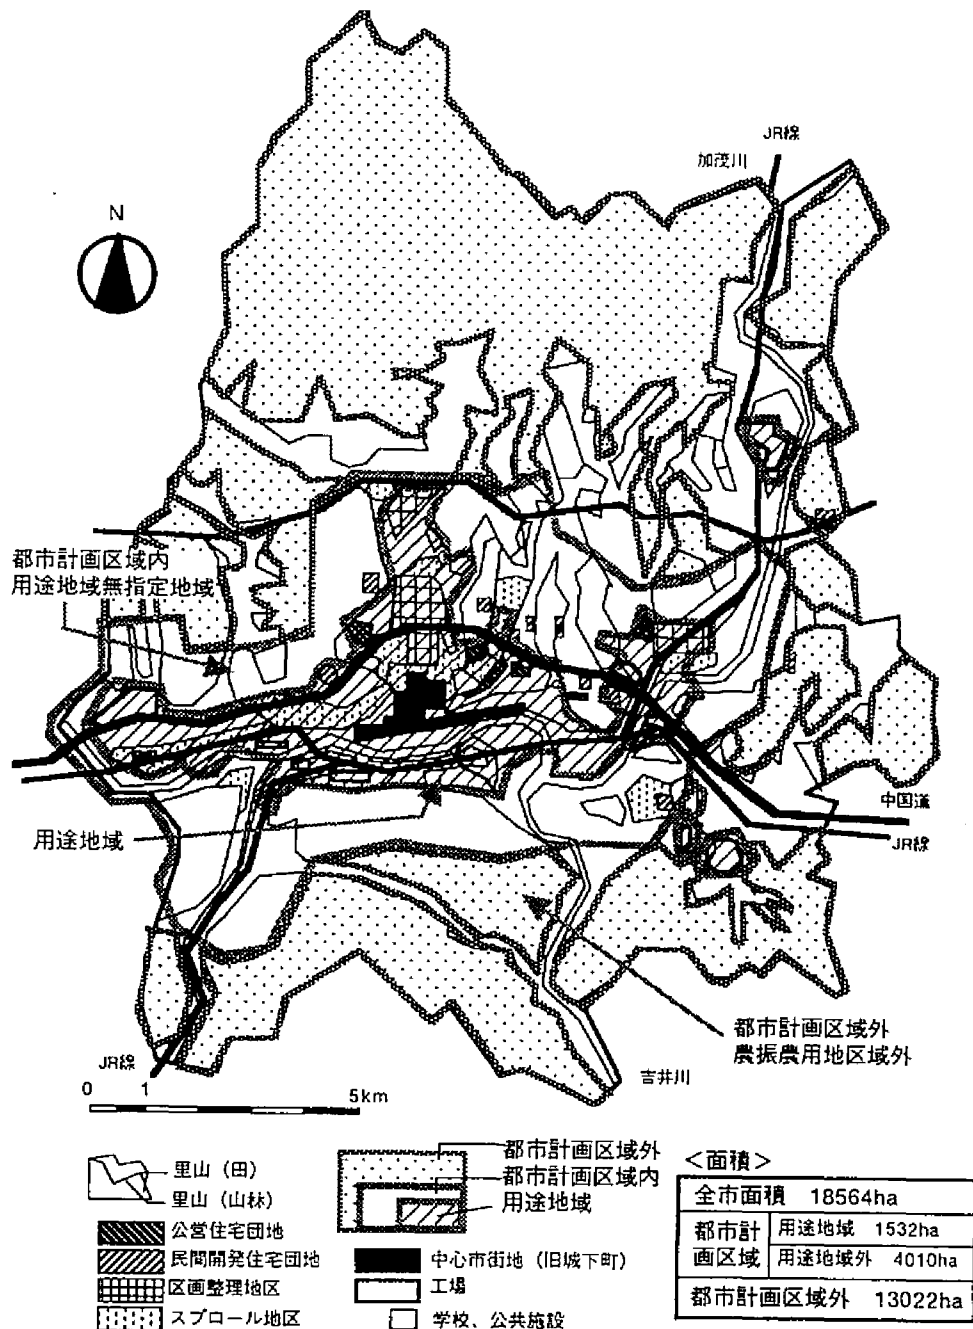 JR線
加茂川
N
都市計画区域内
用途地域無指定地域
中国道
JR線
用途地域
都市計画区域外
農振農用地区域外
JR線
吉井川
0 1 5km
里山（田）
里山（山林）
公営住宅団地
民間開発住宅団地
区画整理地区
スプロール地区
都市計画区域外
都市計画区域内
用途地域
中心市街地（旧城下町）
工場
学校、公共施設
＜面積＞
全市面積 18564ha
都市計画区域 用途地域 1532ha
用途地域外 4010ha
都市計画区域外 13022ha